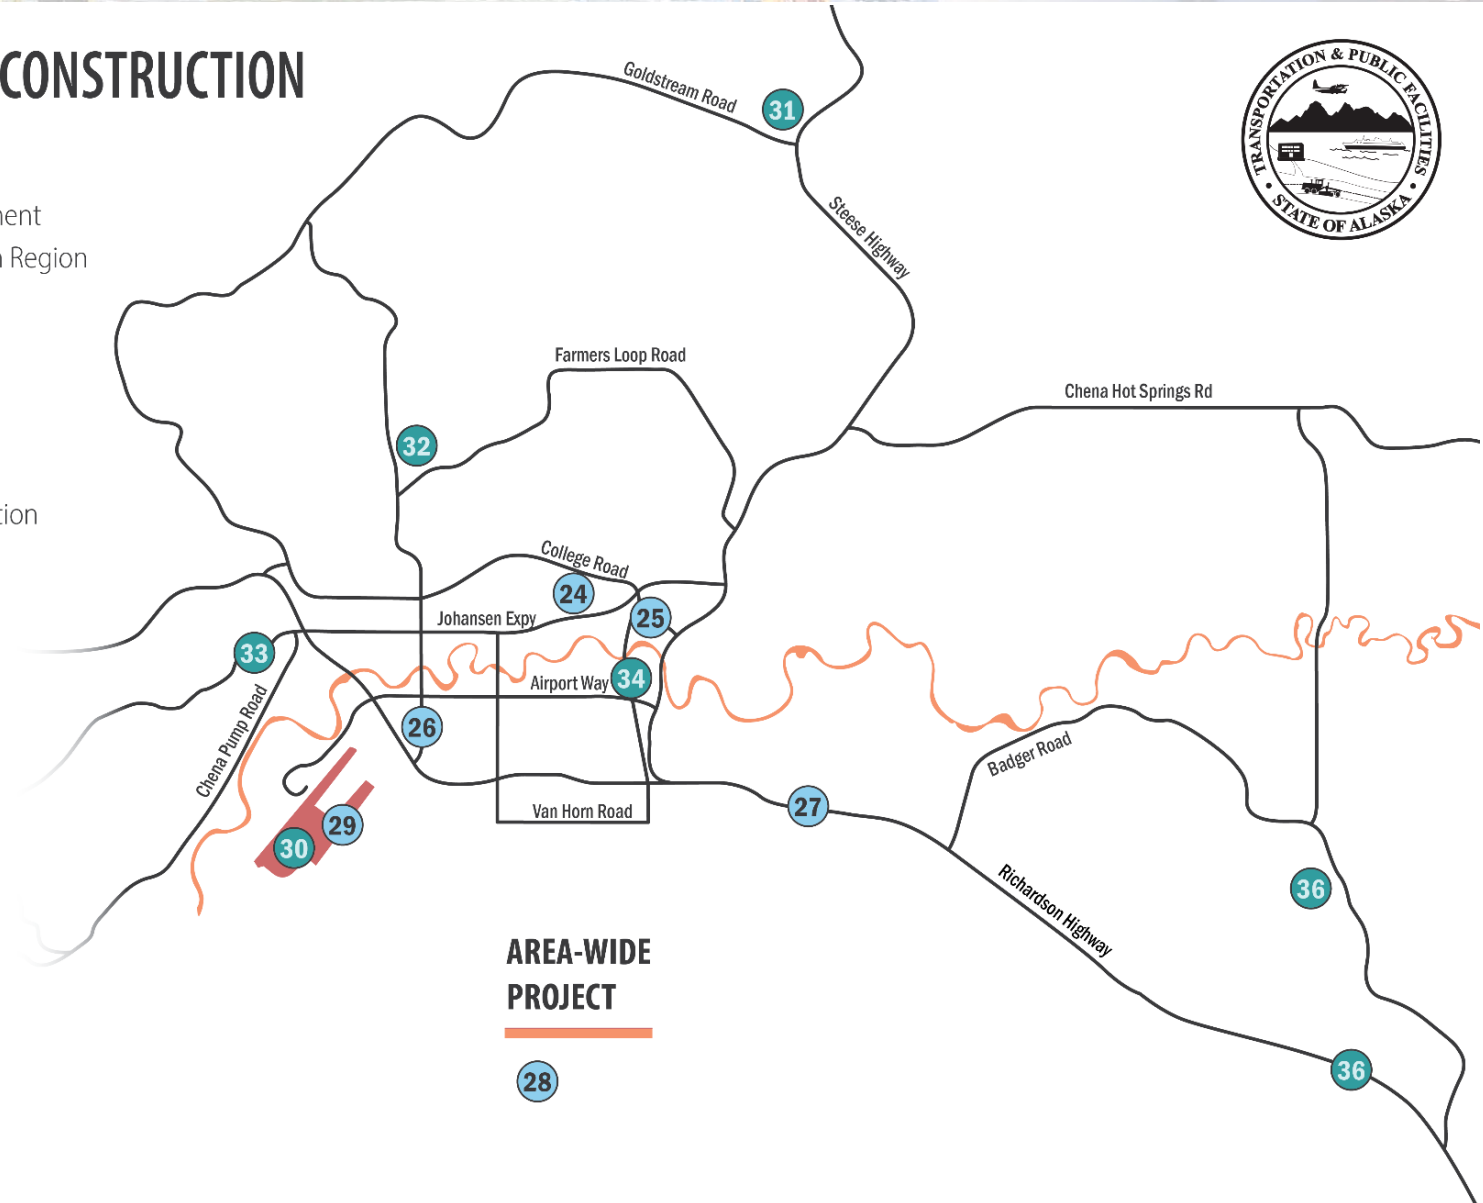 CONSTRUCTION
Goldstream Road
31
TRANSPORTATION & PUBLIC FACILITIES
STATE OF ALASKA
Steese Highway
Region
Farmers Loop Road
Chena Hot Springs Rd
32
College Road
24
Johansen Expy
25
33
34
Airport Way
Chena Pump Road
26
Badger Road
27
Van Horn Road
29
30
Richardson Highway
36
AREA-WIDE
PROJECT
36
28